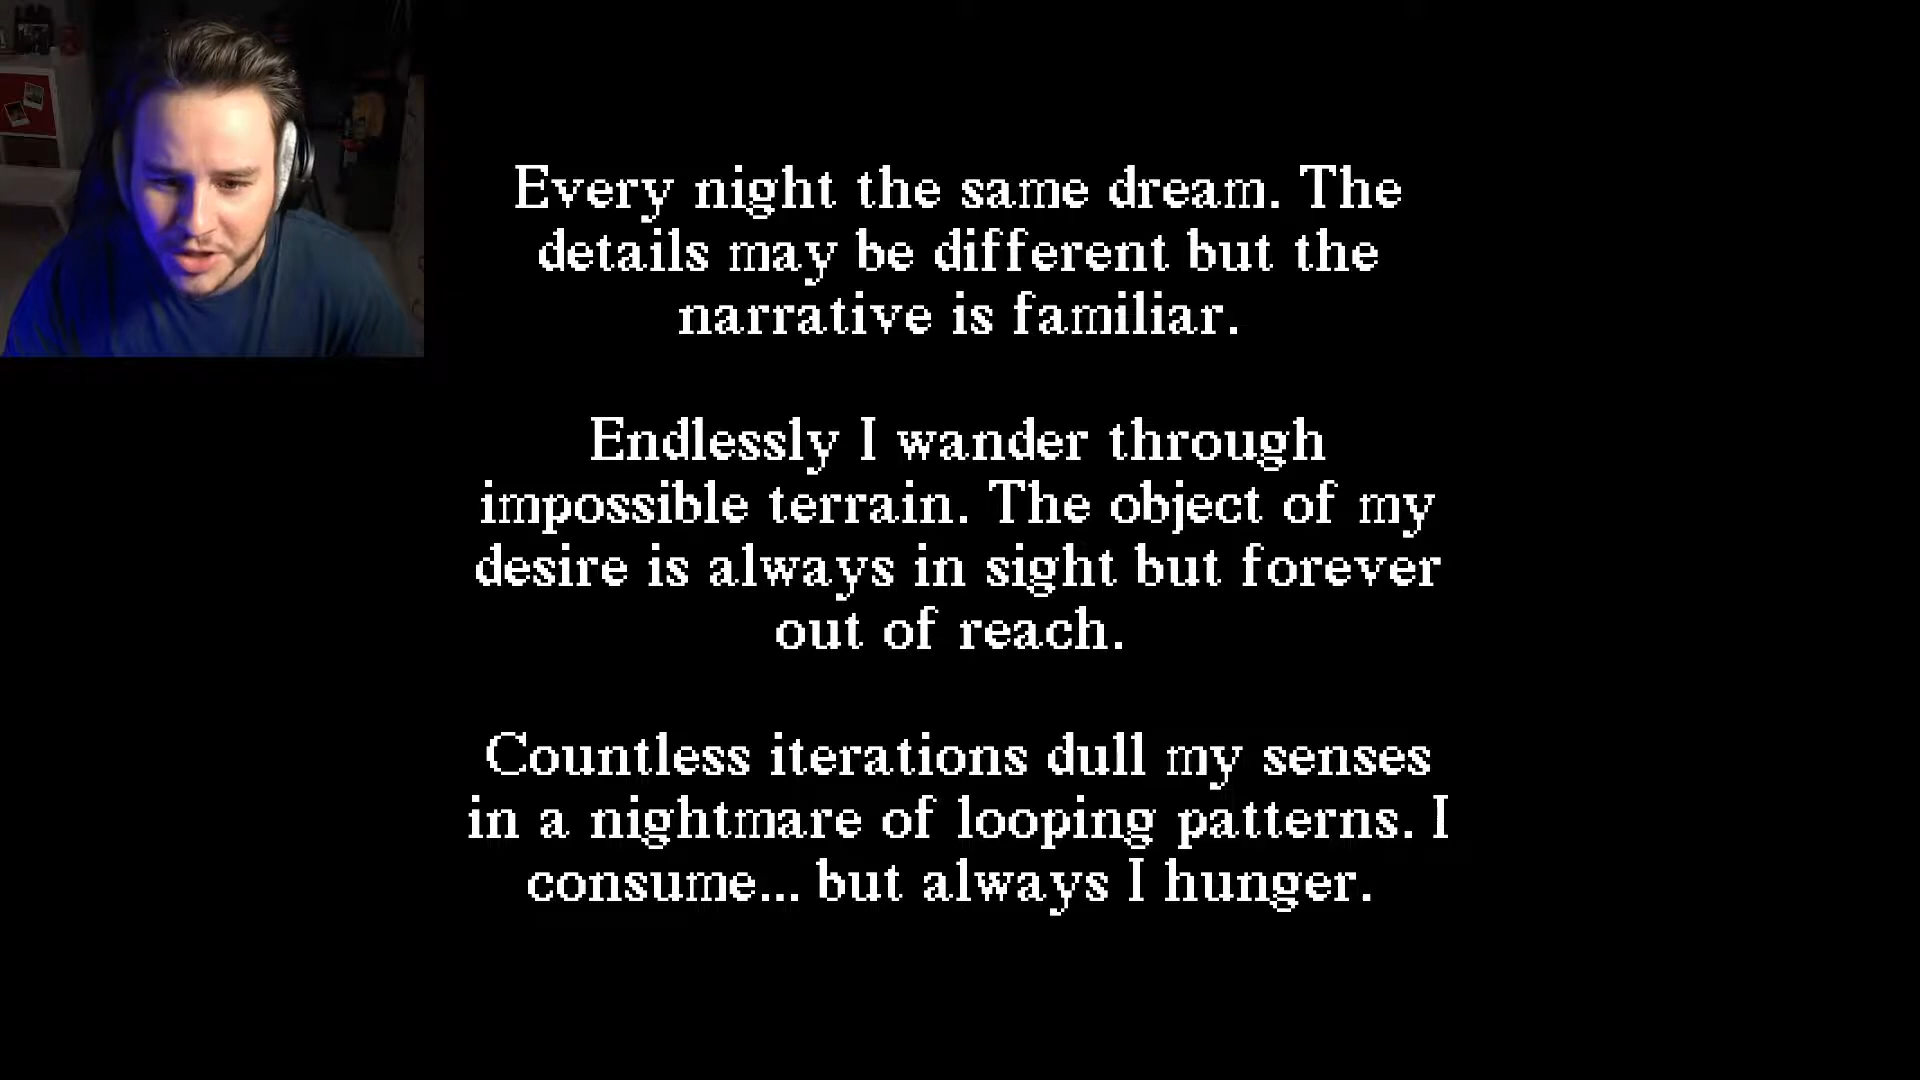 Every night the same dream. The
details may be different but the
narrative is familiar.
Endlessly I wander through
impossible terrain. The object of my
desire is always in sight but forever
out of reach.
Countless iterations dull my senses
in a nightmare of looping patterns. I
consume... but always I hunger.